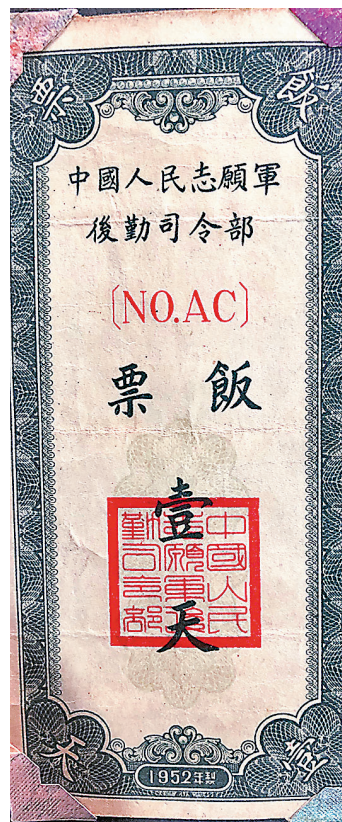 飯票
中國人民志願軍
後勤司令部
[NO.AC]
飯票
壹天
中國人民
志願軍後
勤司令部
壹天
1952年製